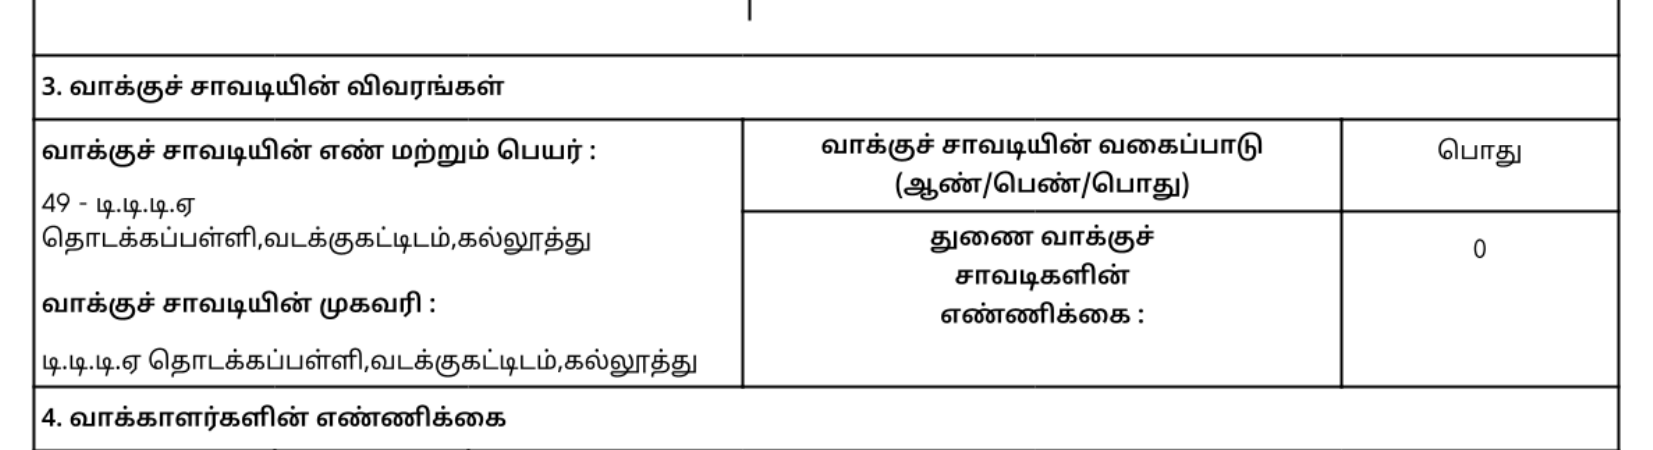 3. வாக்குச் சாவடியின் விவரங்கள்
வாக்குச் சாவடியின் எண் மற்றும் பெயர் :
49 - டி.டி.டி.ஏ
தொடக்கப்பள்ளி,வடக்குகட்டிடம்,கல்லூத்து
வாக்குச் சாவடியின் முகவரி :
டி.டி.டி.ஏ தொடக்கப்பள்ளி,வடக்குகட்டிடம்,கல்லூத்து
வாக்குச் சாவடியின் வகைப்பாடு
(ஆண்/பெண்/பொது)
பொது
துணை வாக்குச்
சாவடிகளின்
எண்ணிக்கை :
0
4. வாக்காளர்களின் எண்ணிக்கை